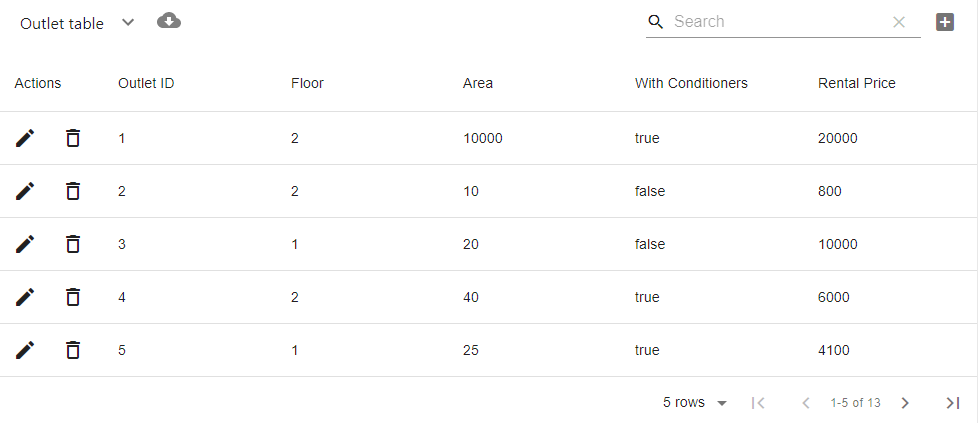 Outlet table Search
Actions Outlet ID Floor Area With Conditioners Rental Price
1 2 10000 true 20000
2 2 10 false 800
3 1 20 false 10000
4 2 40 true 6000
5 1 25 true 4100
5 rows 1-5 of 13